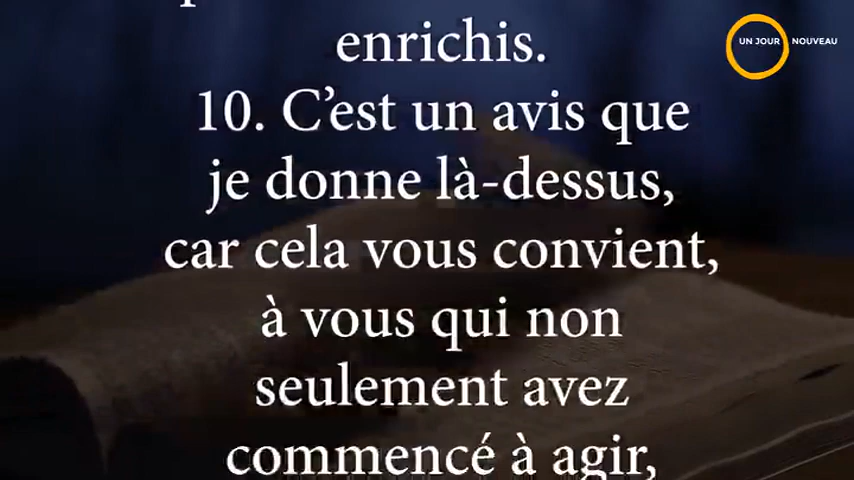 enrichis.
10. C’est un avis que
je donne là-dessus,
car cela vous convient,
à vous qui non
seulement avez
commencé à agir,
UN JOUR NOUVEAU